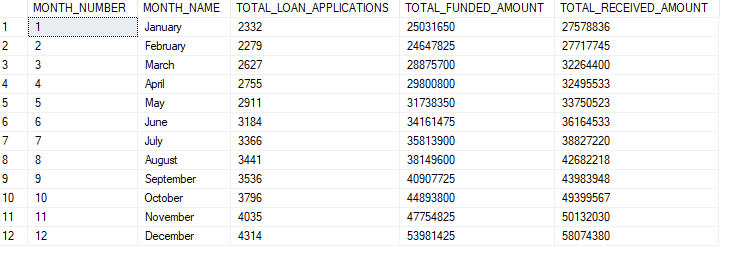 MONTH_NUMBER MONTH_NAME TOTAL_LOAN_APPLICATIONS TOTAL_FUNDED_AMOUNT TOTAL_RECEIVED_AMOUNT
1 1 January 2332 25031650 27578836
2 2 February 2279 24647825 27717745
3 3 March 2627 28875700 32264400
4 4 April 2755 29800800 32495533
5 5 May 2911 31738350 33750523
6 6 June 3184 34161475 36164533
7 7 July 3366 35813900 38827220
8 8 August 3441 38149600 42682218
9 9 September 3536 40907725 43983948
10 10 October 3796 44893800 49399567
11 11 November 4035 47754825 50132030
12 12 December 4314 53981425 58074380